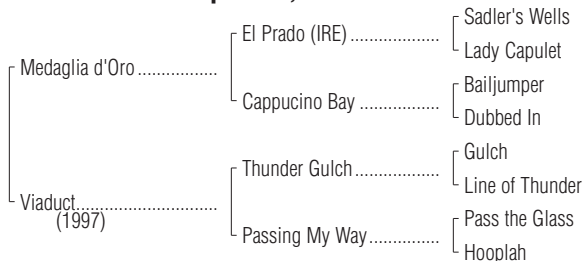 Sadler's Wells
El Prado (IRE) ....................
Lady Capulet
Medaglia d'Oro ..................
Bailjumper
Cappucino Bay ..................
Dubbed In
Gulch
Thunder Gulch....................
Line of Thunder
Viaduct................................
(1997)
Pass the Glass
Passing My Way................
Hooplah